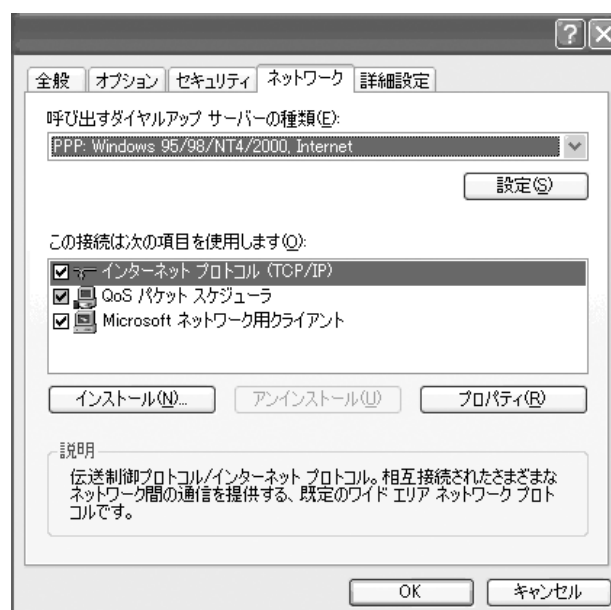 全般 オプション セキュリティ ネットワーク 詳細設定
呼び出すダイヤルアップ サーバーの種類(E):
PPP: Windows 95/98/NT4/2000, Internet
設定(S)
この接続は次の項目を使用します(O):
インターネット プロトコル (TCP/IP)
QoS パケット スケジューラ
Microsoft ネットワーク用クライアント
インストール(N)... アンインストール(U) プロパティ(R)
説明
伝送制御プロトコル/インターネット プロトコル。相互接続されたさまざまな
ネットワーク間の通信を提供する、既定のワイド エリア ネットワーク プロト
コルです。
OK キャンセル